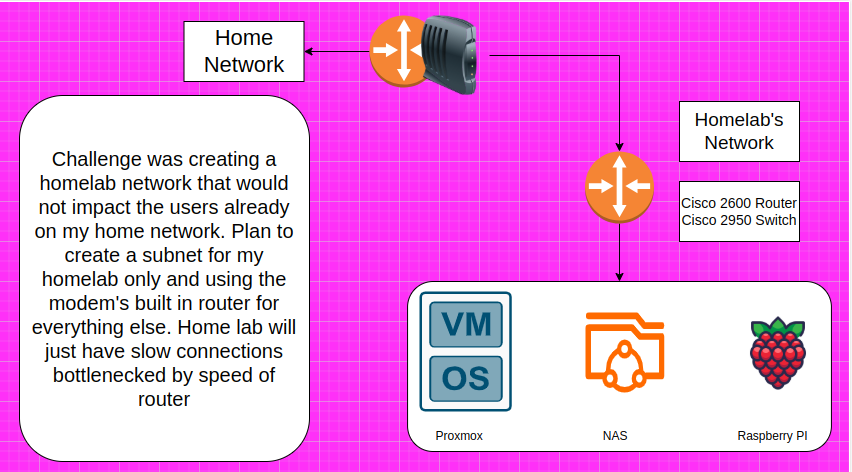 Home
Network
Challenge was creating a
homelab network that would
not impact the users already
on my home network. Plan to
create a subnet for my
homelab only and using the
modem's built in router for
everything else. Home lab will
just have slow connections
bottlenecked by speed of
router
Homelab's
Network
Cisco 2600 Router
Cisco 2950 Switch
VM
OS
Proxmox
NAS
Raspberry PI